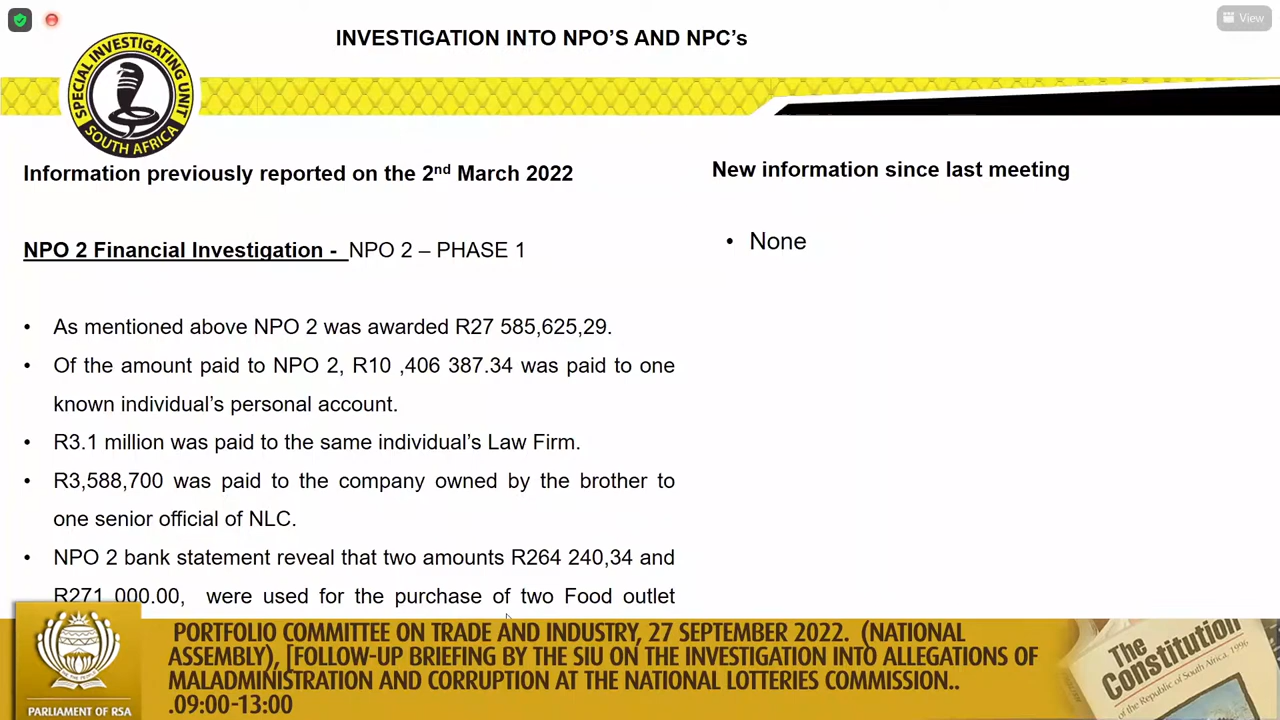 View
INVESTIGATION INTO NPO'S AND NPC's
SPECIAL INVESTIGATING UNIT
SOUTH AFRICA
Information previously reported on the 2nd March 2022
New information since last meeting
NPO 2 Financial Investigation - NPO 2 – PHASE 1
• None
• As mentioned above NPO 2 was awarded R27 585,625,29.
• Of the amount paid to NPO 2, R10 ,406 387.34 was paid to one
known individual's personal account.
• R3.1 million was paid to the same individual's Law Firm.
• R3,588,700 was paid to the company owned by the brother to
one senior official of NLC.
• NPO 2 bank statement reveal that two amounts R264 240,34 and
R271 000.00, were used for the purchase of two Food outlet
PORTFOLIO COMMITTEE ON TRADE AND INDUSTRY, 27 SEPTEMBER 2022. (NATIONAL
ASSEMBLY), [FOLLOW-UP BRIEFING BY THE SIU ON THE INVESTIGATION INTO ALLEGATIONS OF
MALADMINISTRATION AND CORRUPTION AT THE NATIONAL LOTTERIES COMMISSION..
.09:00-13:00
PARLIAMENT OF RSA
The
Constitution
of the Republic of South Africa, 1996